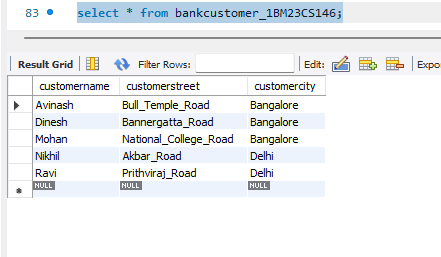 83 select * from bankcustomer_1BM23CS146;
Result Grid Filter Rows: Edit: Expor
customername customerstreet customercity
Avinash Bull_Temple_Road Bangalore
Dinesh Bannergatta_Road Bangalore
Mohan National_College_Road Bangalore
Nikhil Akbar_Road Delhi
Ravi Prithviraj_Road Delhi
NULL NULL NULL